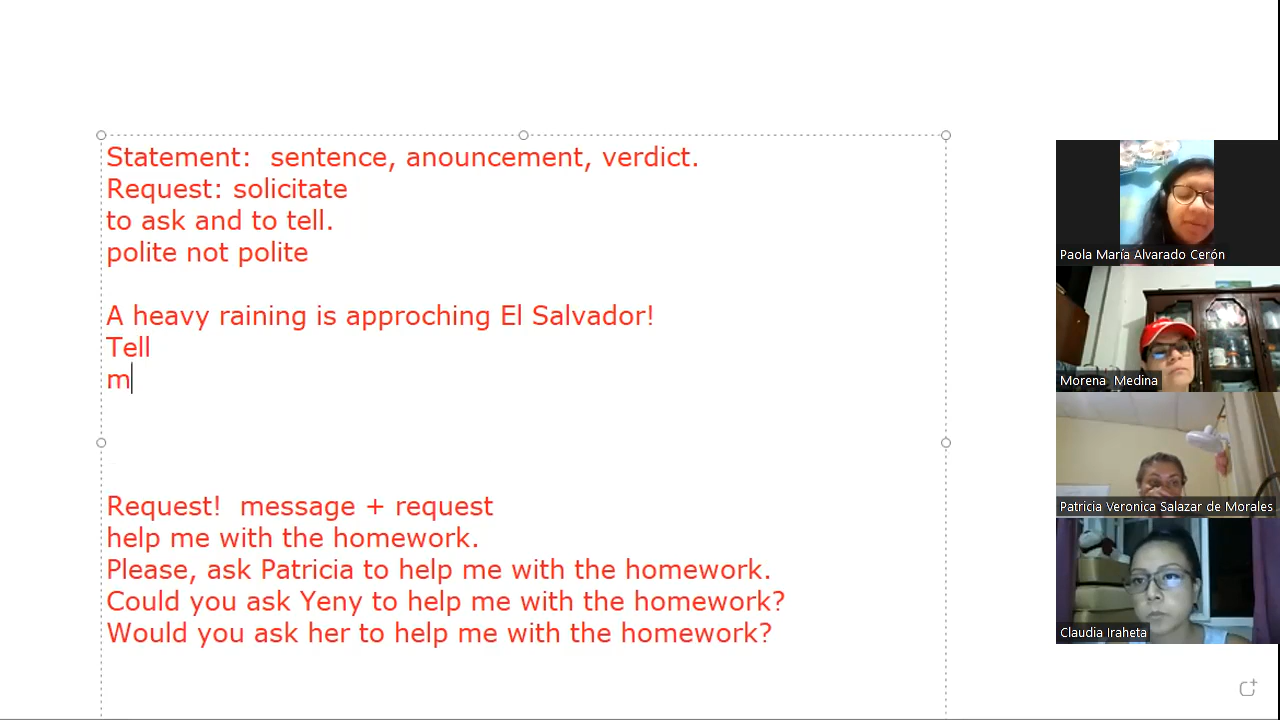 Statement:  sentence, anouncement, verdict.
Request: solicitate
to ask and to tell.
polite not polite
A heavy raining is approching El Salvador!
Tell
m
Request!  message + request
help me with the homework.
Please, ask Patricia to help me with the homework.
Could you ask Yeny to help me with the homework?
Would you ask her to help me with the homework?
Paola María Alvarado Cerón
Morena  Medina
Patricia Veronica Salazar de Morales
Claudia Iraheta